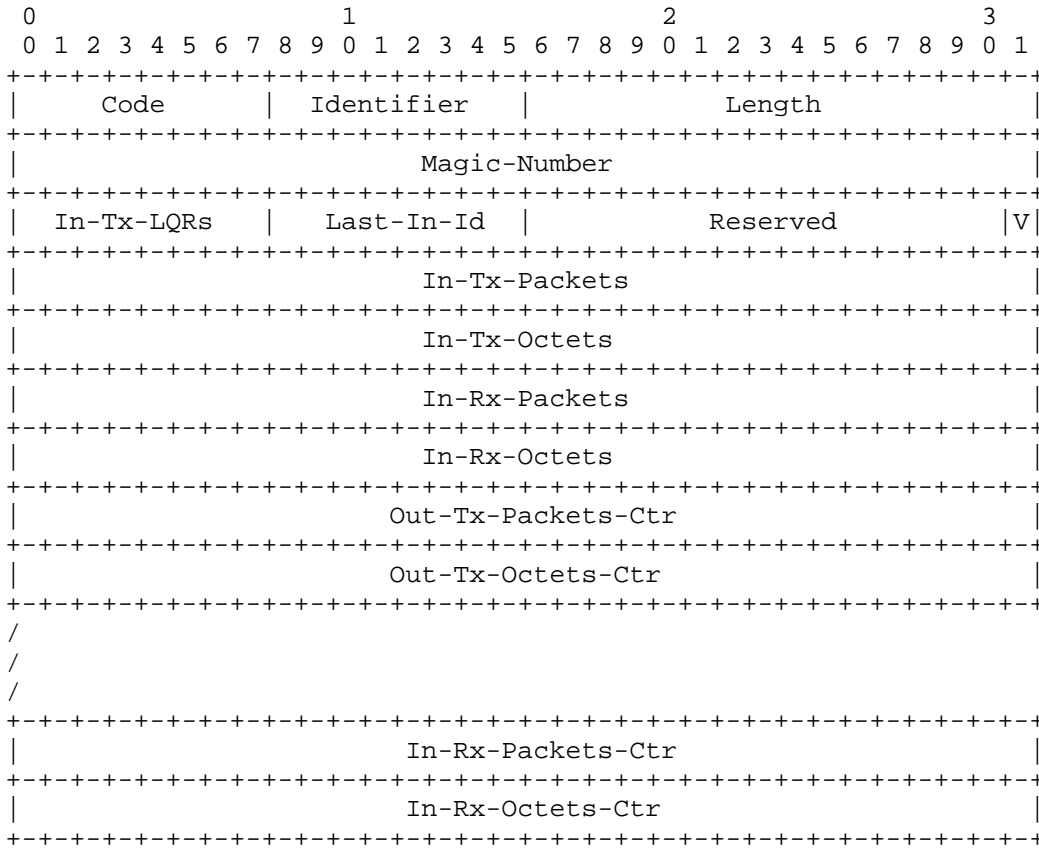 0                   1                   2                   3
 0 1 2 3 4 5 6 7 8 9 0 1 2 3 4 5 6 7 8 9 0 1 2 3 4 5 6 7 8 9 0 1
+-+-+-+-+-+-+-+-+-+-+-+-+-+-+-+-+-+-+-+-+-+-+-+-+-+-+-+-+-+-+-+-+
|     Code      |  Identifier   |            Length             |
+-+-+-+-+-+-+-+-+-+-+-+-+-+-+-+-+-+-+-+-+-+-+-+-+-+-+-+-+-+-+-+-+
|                         Magic-Number                          |
+-+-+-+-+-+-+-+-+-+-+-+-+-+-+-+-+-+-+-+-+-+-+-+-+-+-+-+-+-+-+-+-+
|  In-Tx-LQRs   |   Last-In-Id  |           Reserved          |V|
+-+-+-+-+-+-+-+-+-+-+-+-+-+-+-+-+-+-+-+-+-+-+-+-+-+-+-+-+-+-+-+-+
|                         In-Tx-Packets                         |
+-+-+-+-+-+-+-+-+-+-+-+-+-+-+-+-+-+-+-+-+-+-+-+-+-+-+-+-+-+-+-+-+
|                         In-Tx-Octets                          |
+-+-+-+-+-+-+-+-+-+-+-+-+-+-+-+-+-+-+-+-+-+-+-+-+-+-+-+-+-+-+-+-+
|                         In-Rx-Packets                         |
+-+-+-+-+-+-+-+-+-+-+-+-+-+-+-+-+-+-+-+-+-+-+-+-+-+-+-+-+-+-+-+-+
|                         In-Rx-Octets                          |
+-+-+-+-+-+-+-+-+-+-+-+-+-+-+-+-+-+-+-+-+-+-+-+-+-+-+-+-+-+-+-+-+
|                       Out-Tx-Packets-Ctr                      |
+-+-+-+-+-+-+-+-+-+-+-+-+-+-+-+-+-+-+-+-+-+-+-+-+-+-+-+-+-+-+-+-+
|                       Out-Tx-Octets-Ctr                       |
+-+-+-+-+-+-+-+-+-+-+-+-+-+-+-+-+-+-+-+-+-+-+-+-+-+-+-+-+-+-+-+-+
/
/
/
+-+-+-+-+-+-+-+-+-+-+-+-+-+-+-+-+-+-+-+-+-+-+-+-+-+-+-+-+-+-+-+-+
|                        In-Rx-Packets-Ctr                      |
+-+-+-+-+-+-+-+-+-+-+-+-+-+-+-+-+-+-+-+-+-+-+-+-+-+-+-+-+-+-+-+-+
|                        In-Rx-Octets-Ctr                       |
+-+-+-+-+-+-+-+-+-+-+-+-+-+-+-+-+-+-+-+-+-+-+-+-+-+-+-+-+-+-+-+-+